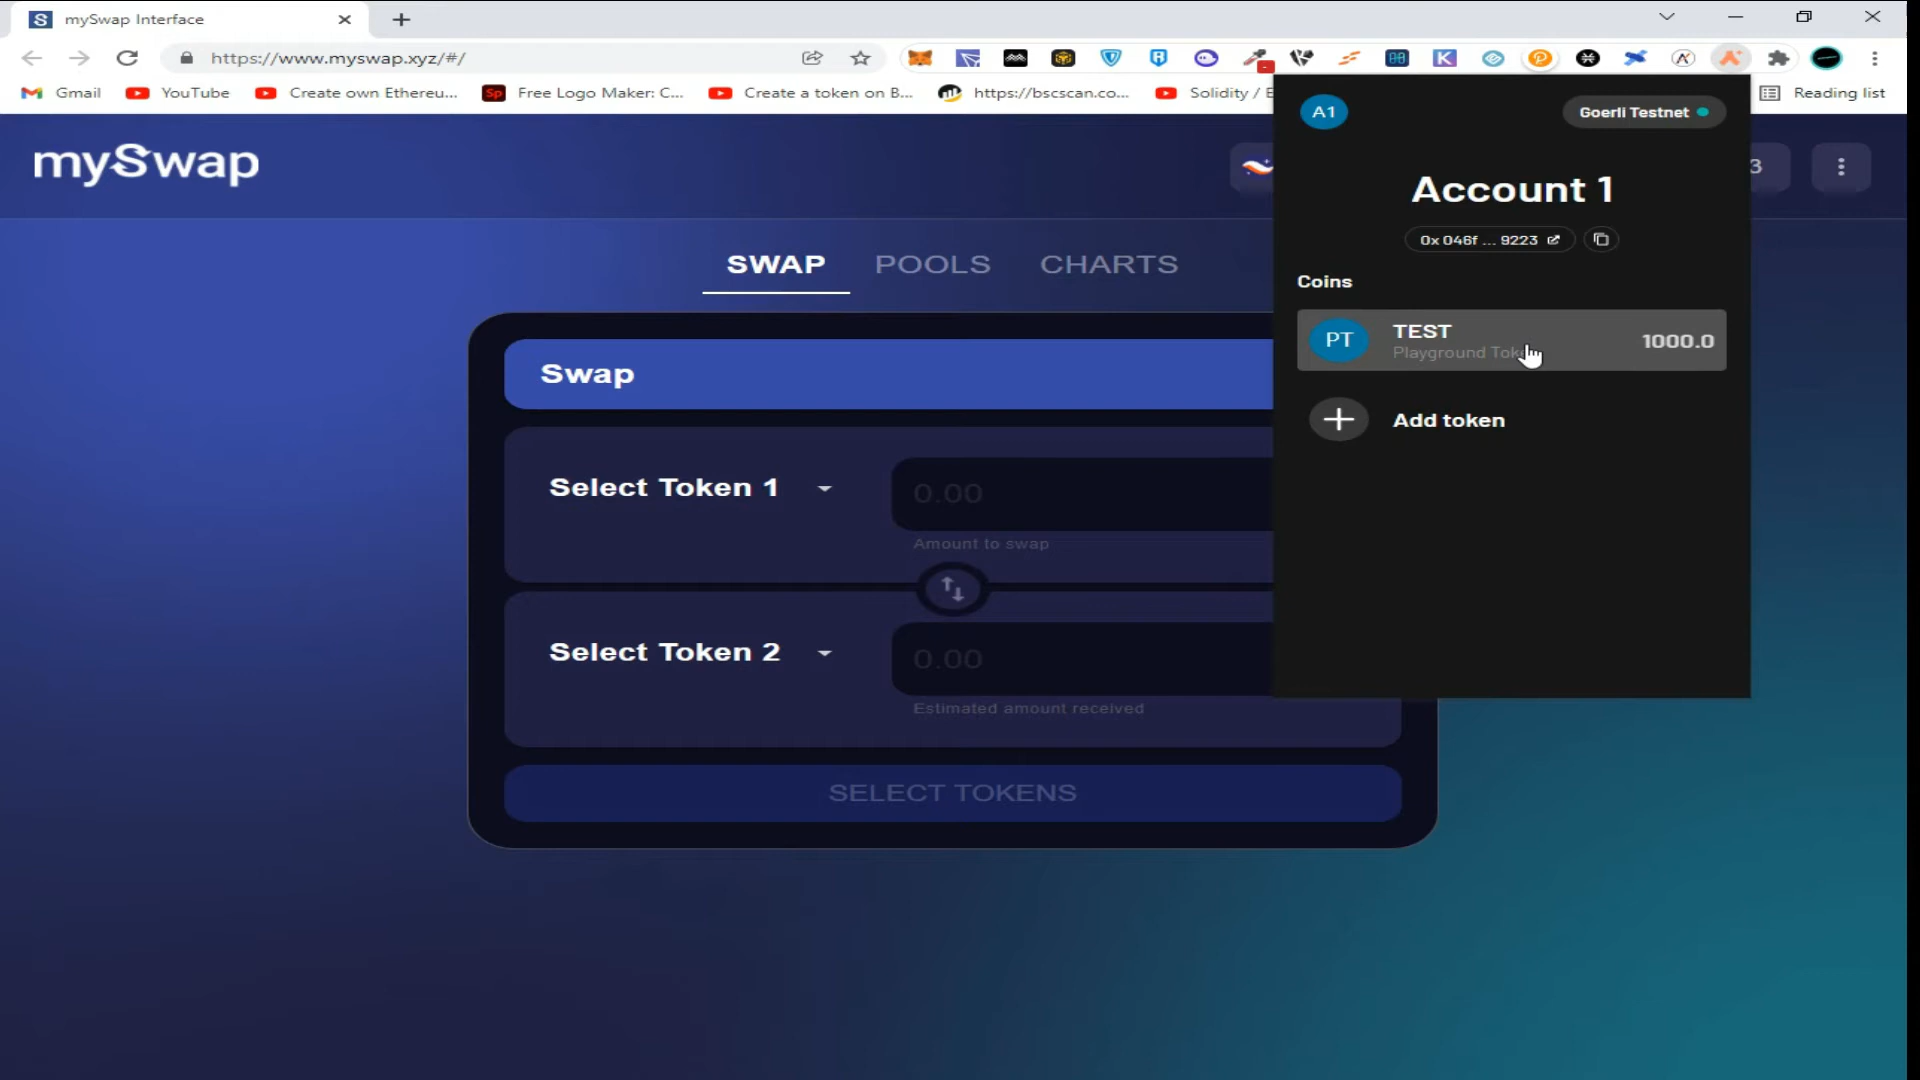 mySwap Interface
https://www.myswap.xyz/#/
Gmail
YouTube
Create own Ethereu...
Free Logo Maker: C...
Create a token on B...
https://bscscan.co...
Solidity / E
Reading list
mySwap
3
SWAP
POOLS
CHARTS
Swap
Select Token 1
0.00
Amount to swap
Select Token 2
0.00
Estimated amount received
SELECT TOKENS
A1
Goerli Testnet
Account 1
0x 046f ... 9223
Coins
PT
TEST
1000.0
Playground Tok
Add token